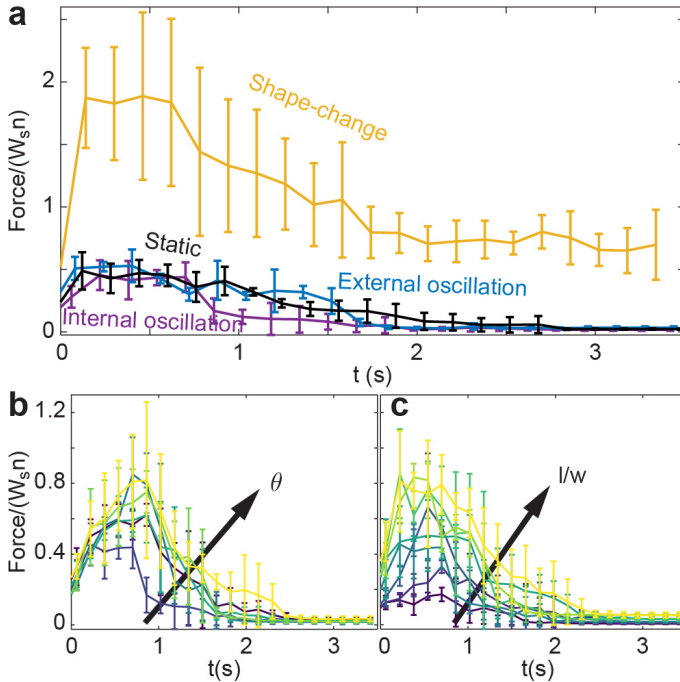 a
Force/(Wₛn)
2
1
0
Shape-change
Static
External oscillation
Internal oscillation
0
1
2
3
t (s)
b
Force/(Wₛn)
1.2
0.8
0.4
0
θ
0
1
2
3
t(s)
c
l/w
0
1
2
3
t(s)